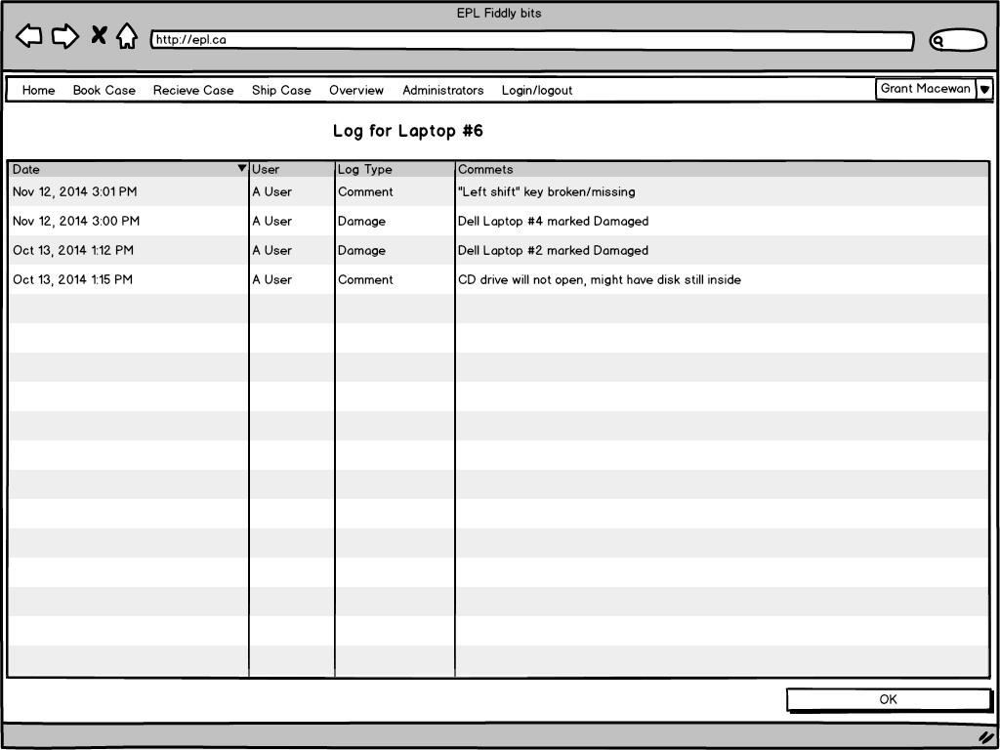 EPL Fiddly bits
http://epl.ca
Home Book Case Recieve Case Ship Case Overview Administrators Login/logout Grant Macewan
Log for Laptop #6
Date User Log Type Commets
Nov 12, 2014 3:01 PM A User Comment "Left shift" key broken/missing
Nov 12, 2014 3:00 PM A User Damage Dell Laptop #4 marked Damaged
Oct 13, 2014 1:12 PM A User Damage Dell Laptop #2 marked Damaged
Oct 13, 2014 1:15 PM A User Comment CD drive will not open, might have disk still inside
OK